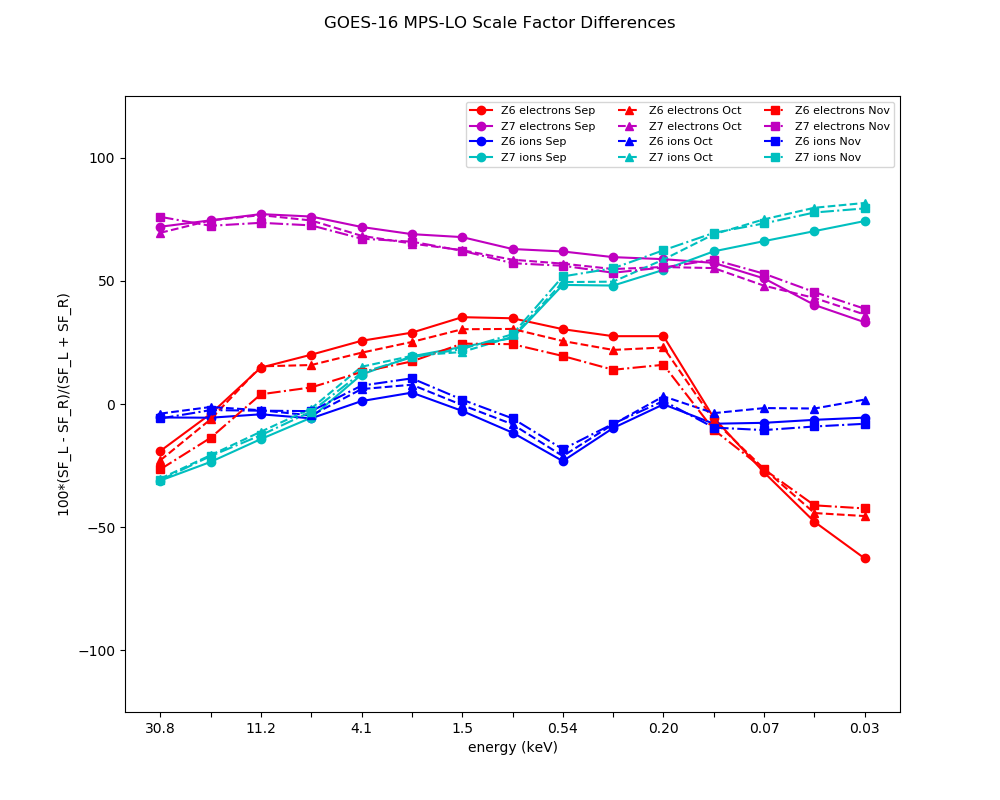 GOES-16 MPS-LO Scale Factor Differences
Z6 electrons Sep Z6 electrons Oct Z6 electrons Nov
Z7 electrons Sep Z7 electrons Oct Z7 electrons Nov
Z6 ions Sep Z6 ions Oct Z6 ions Nov
Z7 ions Sep Z7 ions Oct Z7 ions Nov
100*(SF_L - SF_R)/(SF_L + SF_R)
100
50
0
−50
−100
30.8 11.2 4.1 1.5 0.54 0.20 0.07 0.03
energy (keV)